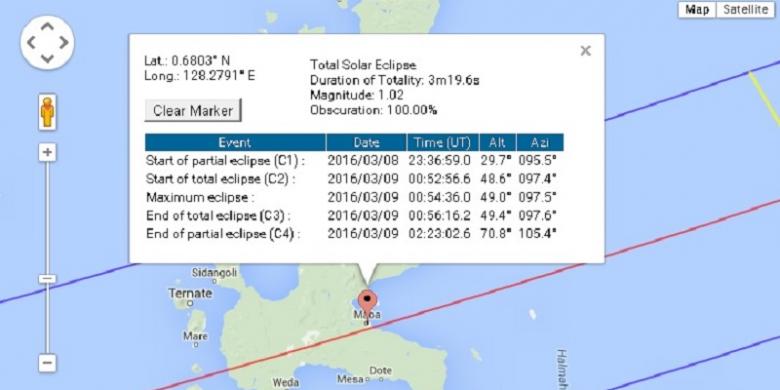 Map Satellite
Lat.: 0.6803° N
Long.: 128.2791° E
Clear Marker
Total Solar Eclipse
Duration of Totality: 3m19.6s
Magnitude: 1.02
Obscuration: 100.00%
Event Date Time (UT) Alt Azi
Start of partial eclipse (C1) : 2016/03/08 23:36:59.0 29.7° 095.5°
Start of total eclipse (C2) : 2016/03/09 00:52:56.6 48.6° 097.4°
Maximum eclipse : 2016/03/09 00:54:36.0 49.0° 097.5°
End of total eclipse (C3) : 2016/03/09 00:56:16.2 49.4° 097.6°
End of partial eclipse (C4) : 2016/03/09 02:23:02.6 70.8° 105.4°
Sidangoli
Ternate
Maba
Mare
Dote
Weda
Mesa
Halmah